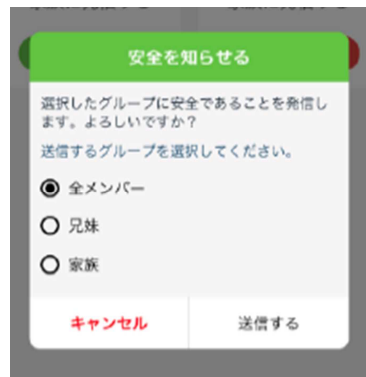 安全を知らせる
選択したグループに安全であることを発信し
ます。よろしいですか？
送信するグループを選択してください。
全メンバー
兄妹
家族
キャンセル
送信する